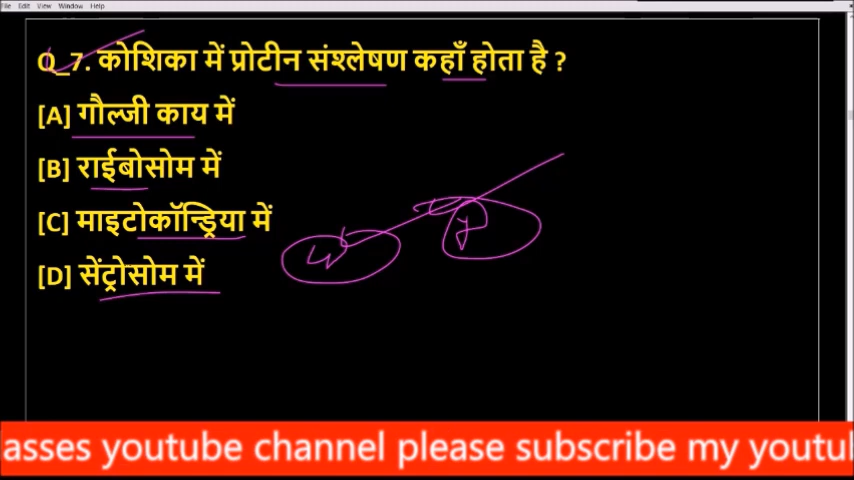 File Edit View Window Help
Q_7. कोशिका में प्रोटीन संश्लेषण कहाँ होता है ?
[A] गौल्जी काय में
[B] राईबोसोम में
[C] माइटोकॉन्ड्रिया में
[D] सेंट्रोसोम में
asses youtube channel please subscribe my youtu